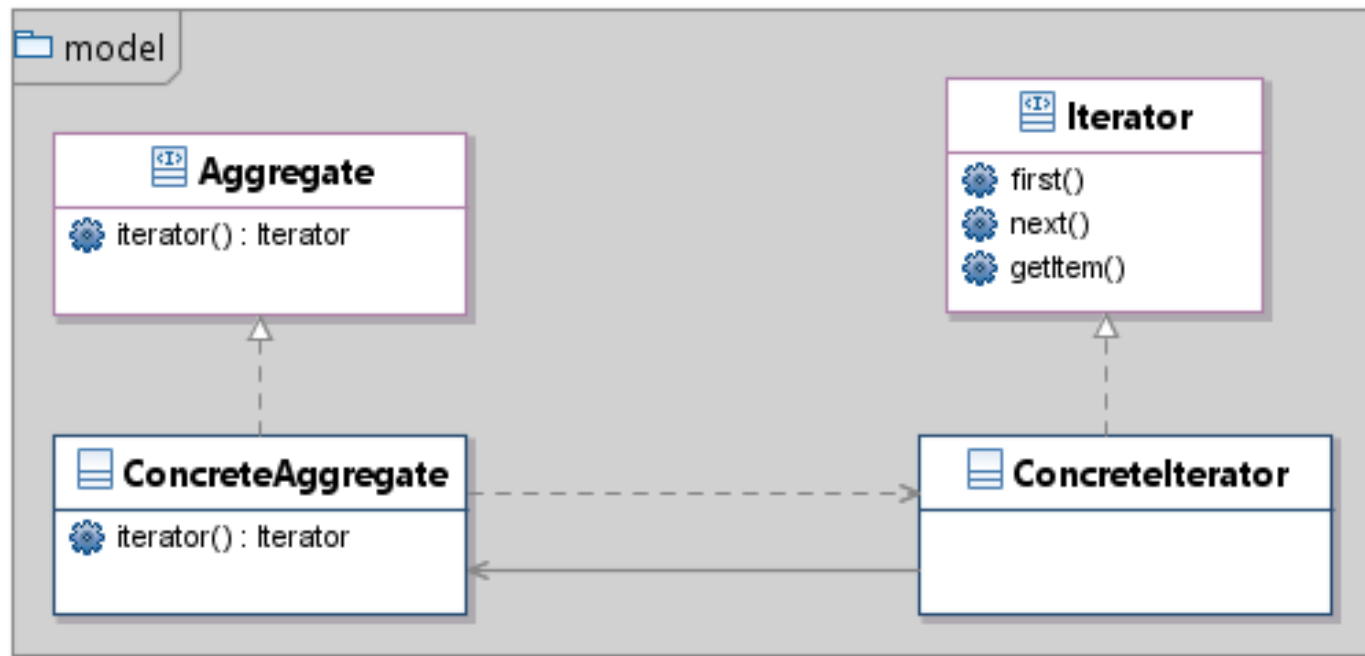 model
Aggregate
iterator() : Iterator
Iterator
first()
next()
getItem()
ConcreteAggregate
iterator() : Iterator
ConcreteIterator